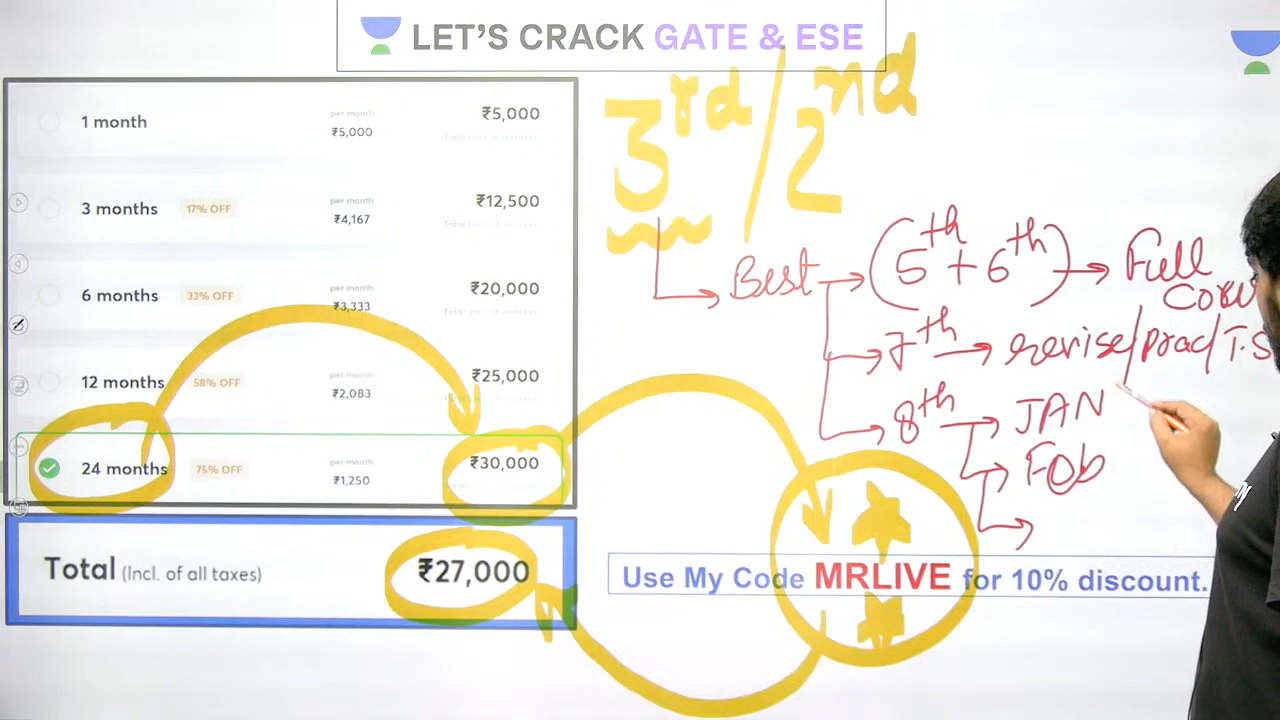 LET'S CRACK GATE & ESE
1 month per month ₹5,000 ₹5,000
3 months 17% OFF per month ₹4,167 ₹12,500
6 months 33% OFF per month ₹3,333 ₹20,000
12 months 58% OFF per month ₹2,083 ₹25,000
24 months 75% OFF per month ₹1,250 ₹30,000
Total (Incl. of all taxes) ₹27,000
3rd/2nd
Best → (5th + 6th) → Full
7th → revise/prac/T.S
8th → JAN
Feb
Use My Code MRLIVE for 10% discount.